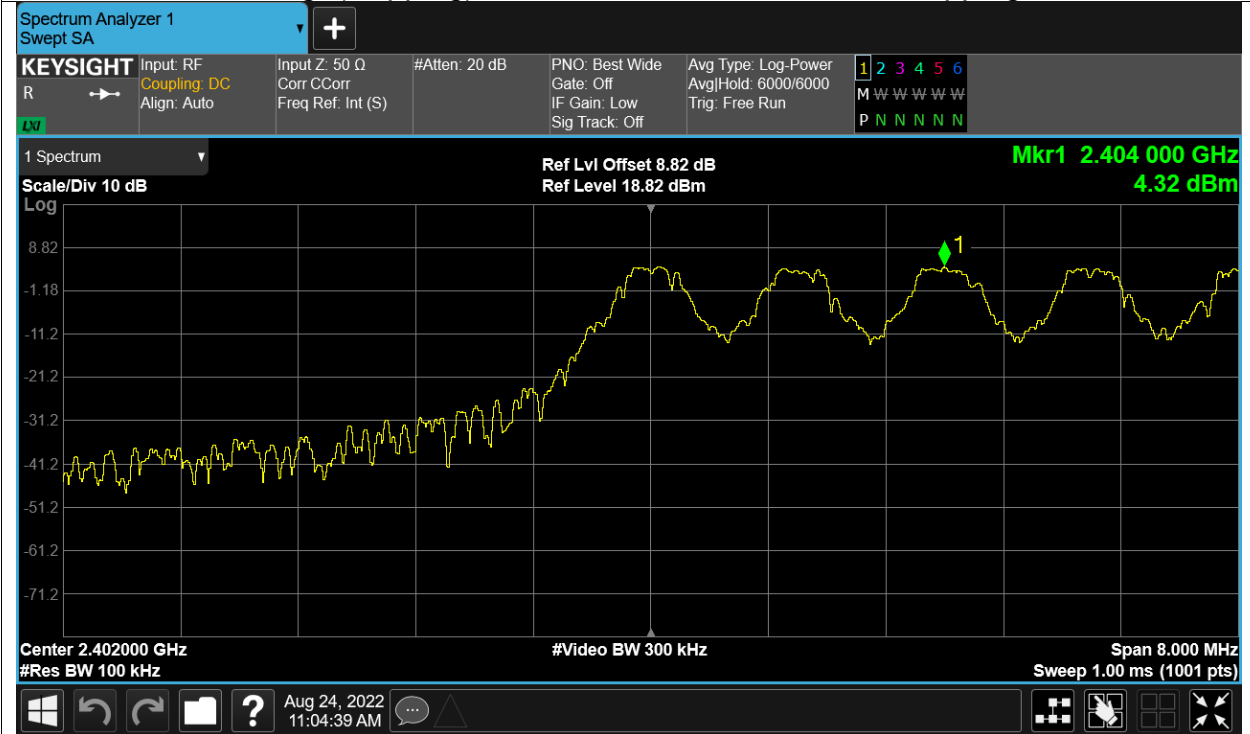 Spectrum Analyzer 1
Swept SA
KEYSIGHT
R
LXI
Input: RF
Coupling: DC
Align: Auto
Input Z: 50 Ω
Corr CCorr
Freq Ref: Int (S)
#Atten: 20 dB
PNO: Best Wide
Gate: Off
IF Gain: Low
Sig Track: Off
Avg Type: Log-Power
Avg|Hold: 6000/6000
Trig: Free Run
1 2 3 4 5 6
M W W W W W
P N N N N N
1 Spectrum
Scale/Div 10 dB
Log
Ref Lvl Offset 8.82 dB
Ref Level 18.82 dBm
Mkr1 2.404 000 GHz
4.32 dBm
1
8.82
-1.18
-11.2
-21.2
-31.2
-41.2
-51.2
-61.2
-71.2
Center 2.402000 GHz
#Res BW 100 kHz
#Video BW 300 kHz
Span 8.000 MHz
Sweep 1.00 ms (1001 pts)
?
Aug 24, 2022
11:04:39 AM